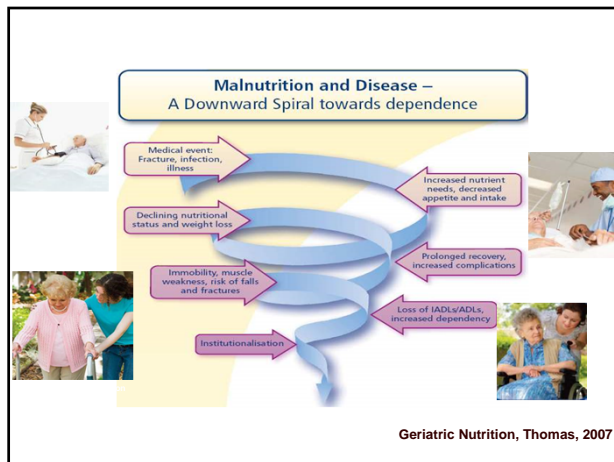 Malnutrition and Disease –
A Downward Spiral towards dependence
Medical event:
Fracture, infection,
illness
Increased nutrient
needs, decreased
appetite and intake
Declining nutritional
status and weight loss
Prolonged recovery,
increased complications
Immobility, muscle
weakness, risk of falls
and fractures
Loss of IADLs/ADLs,
increased dependency
Institutionalisation
Geriatric Nutrition, Thomas, 2007